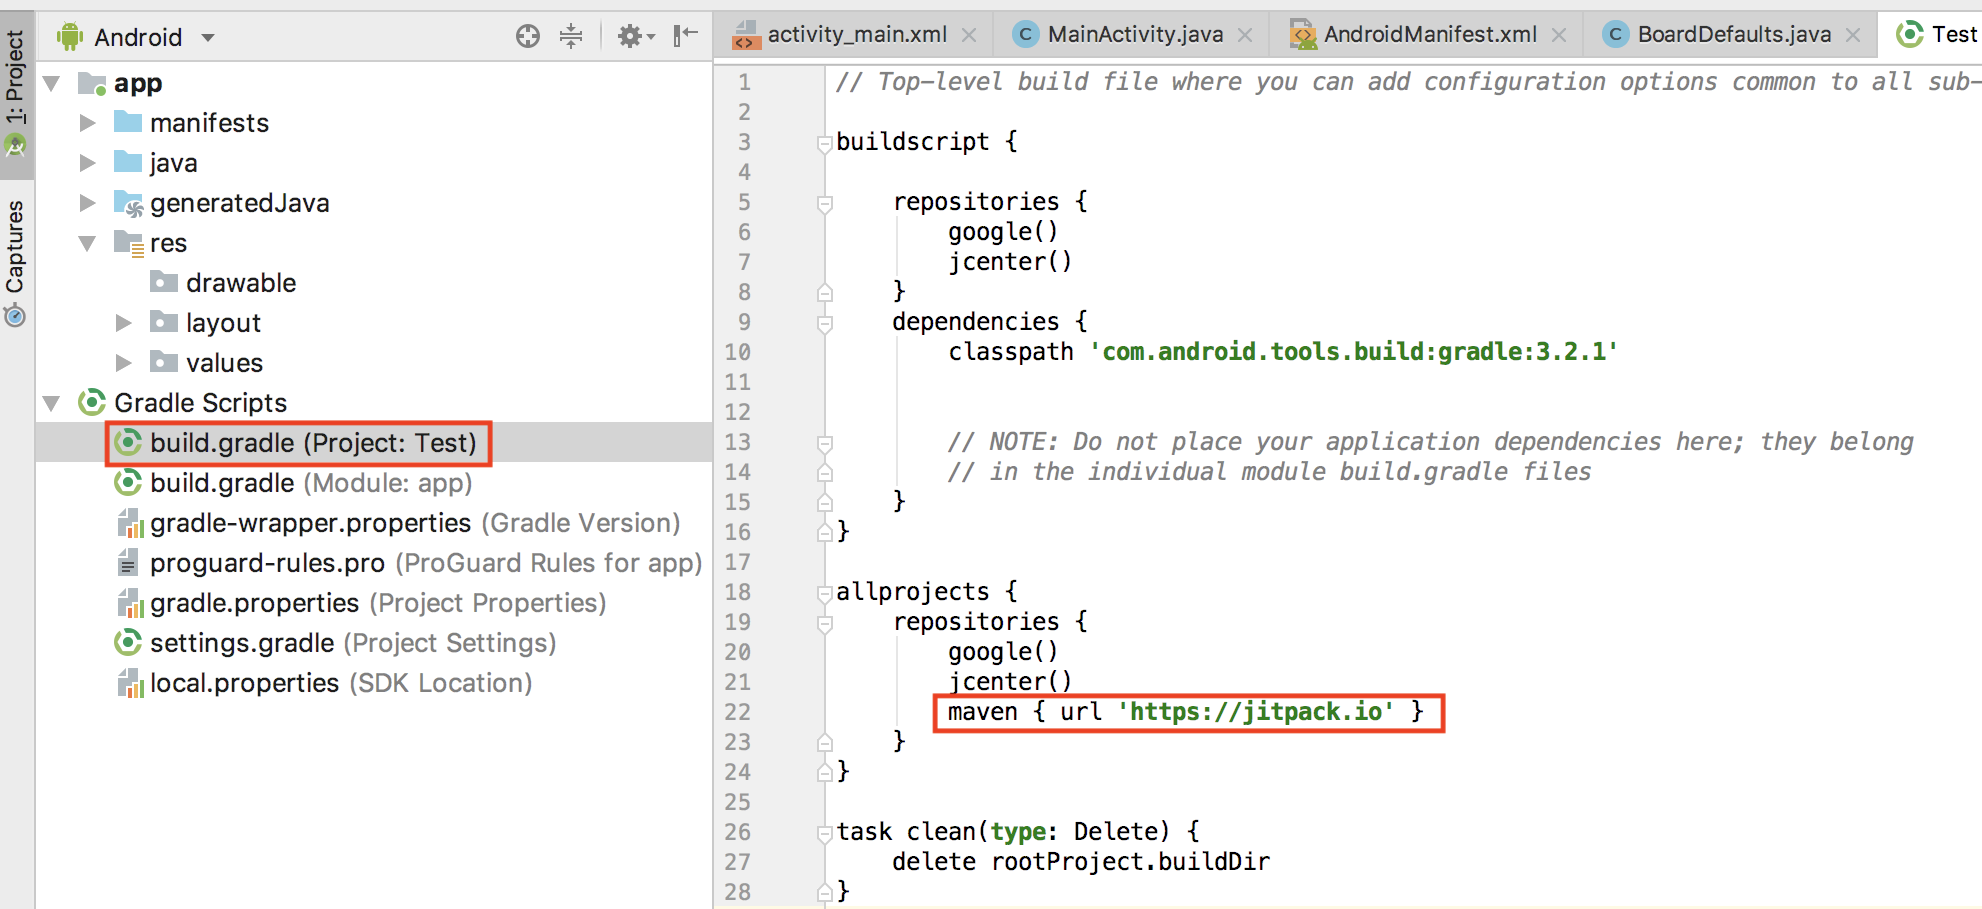 1: Project
Captures
Android
app
manifests
java
generatedJava
res
drawable
layout
values
Gradle Scripts
build.gradle (Project: Test)
build.gradle (Module: app)
gradle-wrapper.properties (Gradle Version)
proguard-rules.pro (ProGuard Rules for app)
gradle.properties (Project Properties)
settings.gradle (Project Settings)
local.properties (SDK Location)
activity_main.xml MainActivity.java AndroidManifest.xml BoardDefaults.java Test
1 // Top-level build file where you can add configuration options common to all sub-
2
3 buildscript {
4
5 repositories {
6 google()
7 jcenter()
8 }
9 dependencies {
10 classpath 'com.android.tools.build:gradle:3.2.1'
11
12
13 // NOTE: Do not place your application dependencies here; they belong
14 // in the individual module build.gradle files
15 }
16 }
17
18 allprojects {
19 repositories {
20 google()
21 jcenter()
22 maven { url 'https://jitpack.io' }
23 }
24 }
25
26 task clean(type: Delete) {
27 delete rootProject.buildDir
28 }